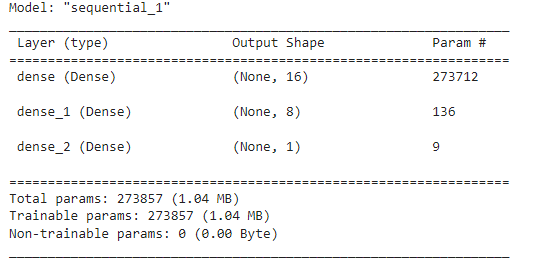 Model: "sequential_1"
_________________________________________________________________
Layer (type) Output Shape Param #
=================================================================
dense (Dense) (None, 16) 273712
dense_1 (Dense) (None, 8) 136
dense_2 (Dense) (None, 1) 9
=================================================================
Total params: 273857 (1.04 MB)
Trainable params: 273857 (1.04 MB)
Non-trainable params: 0 (0.00 Byte)
_________________________________________________________________